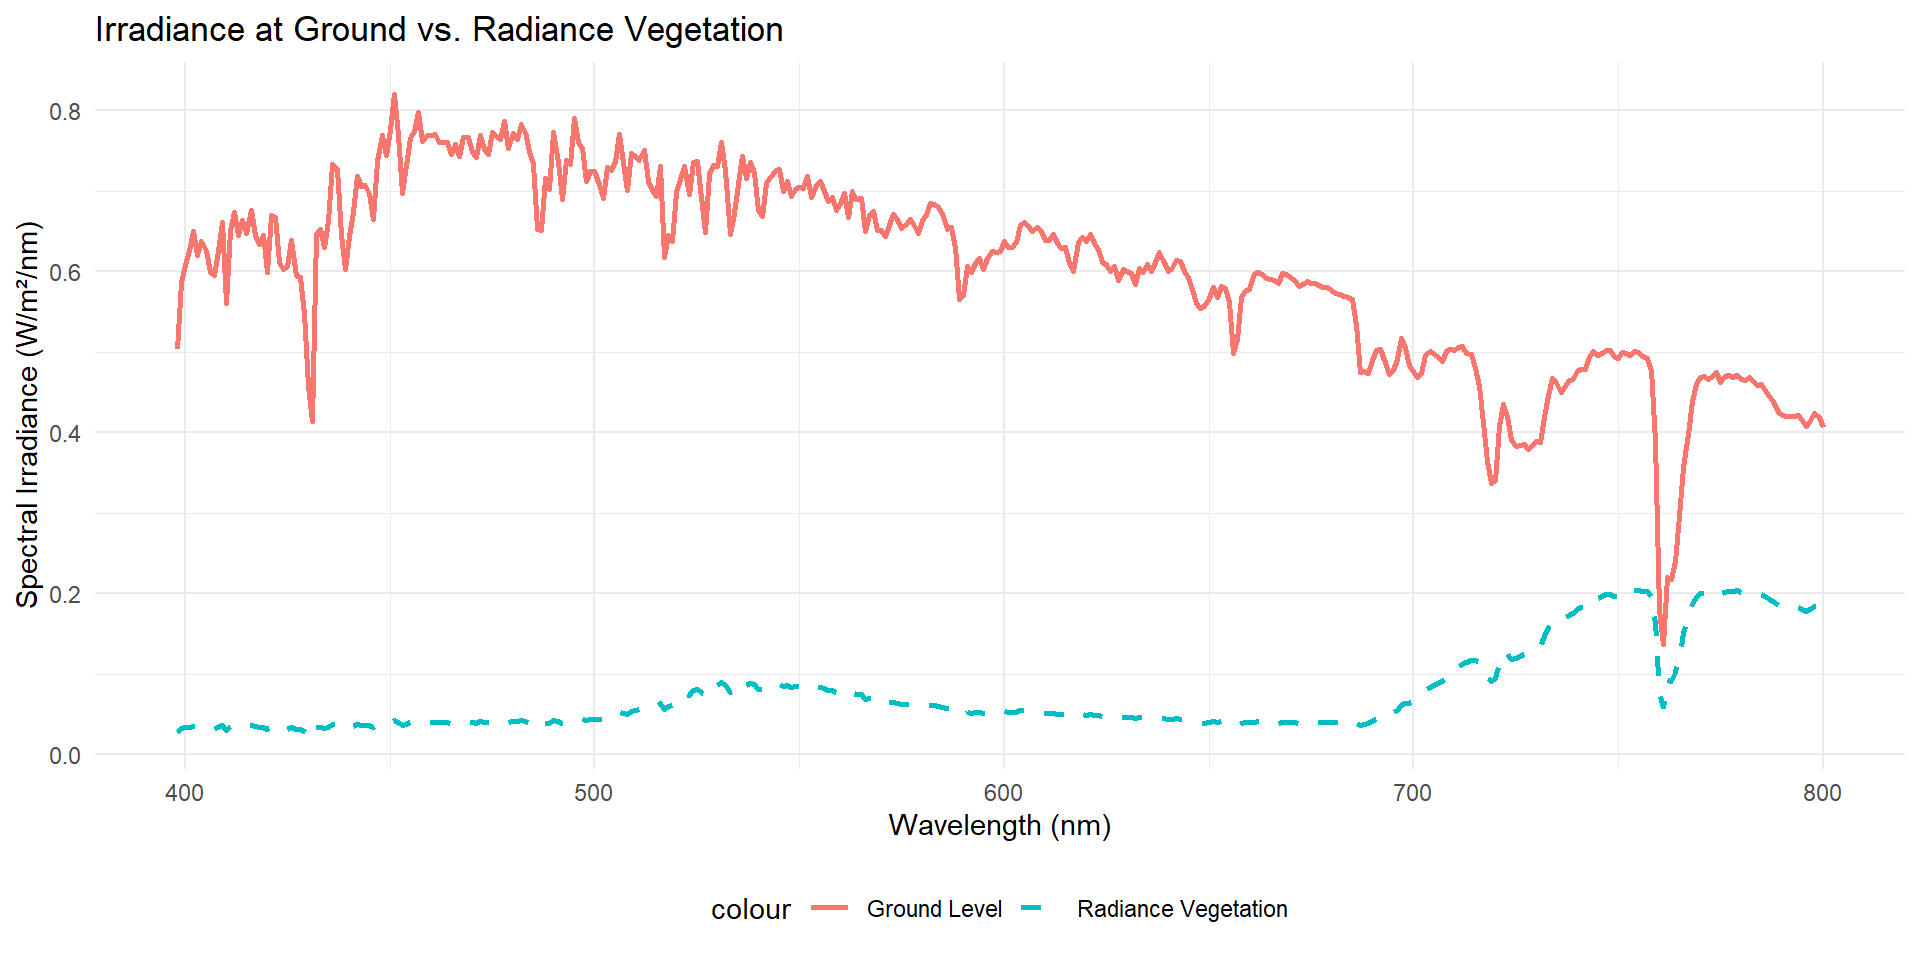 Irradiance at Ground vs. Radiance Vegetation
Spectral Irradiance (W/m²/nm)
0.8
0.6
0.4
0.2
0.0
400 500 600 700 800
Wavelength (nm)
colour Ground Level Radiance Vegetation